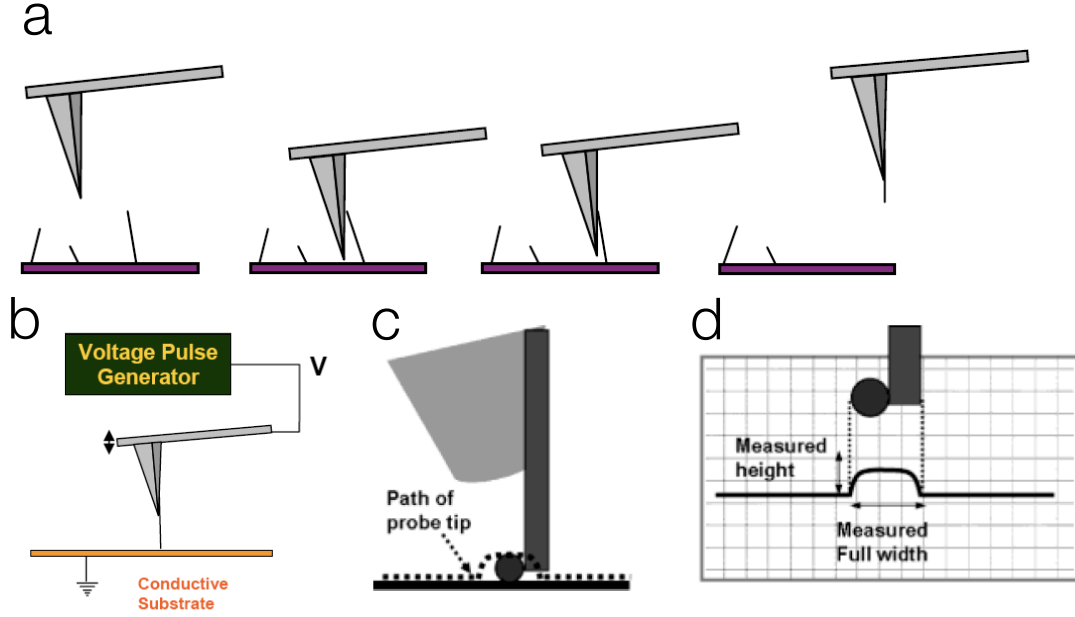 a
b
Voltage Pulse
Generator
V
Conductive
Substrate
c
Path of
probe tip
d
Measured
height
Measured
Full width